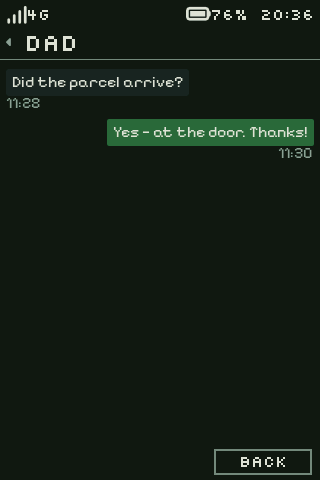 4G 76% 20:36
DAD
Did the parcel arrive?
11:28
Yes - at the door. Thanks!
11:30
BACK